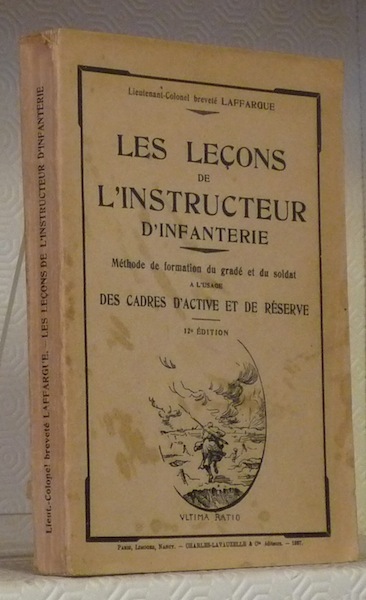 Lieutenant-Colonel breveté LAFFARGUE
LES LEÇONS
DE
L'INSTRUCTEUR
D'INFANTERIE
Méthode de formation du gradé et du soldat
A L'USAGE
DES CADRES D'ACTIVE ET DE RÉSERVE
12e ÉDITION
VLTIMA RATIO
PARIS, LIMOGES, NANCY. — CHARLES-LAVAUZELLE & Cie Éditeurs. — 1937.
Lieut.-Colonel breveté LAFFARGUE. — LES LEÇONS DE L'INSTRUCTEUR D'INFANTERIE